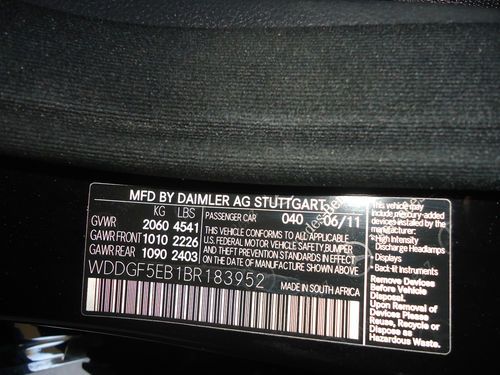 MFD BY DAIMLER AG STUTTGART
KG LBS
GVWR 2060 4541
GAWR FRONT 1010 2226
GAWR REAR 1090 2403
PASSENGER CAR 040 06/11
THIS VEHICLE CONFORMS TO ALL APPLICABLE
U.S. FEDERAL MOTOR VEHICLE SAFETY,BUMPER
AND THEFT PREVENTION STANDARDS IN EFFECT
ON THE DATE OF MANUFACTURE SHOWN ABOVE
WDDGF5EB1BR183952
MADE IN SOUTH AFRICA
This vehicle may
include mercury-added
devices installed by the
manufacturer:
• High Intensity
Discharge Headlamps
• Displays
• Back-lit Instruments
Remove Devices
Before Vehicle
Disposal.
Upon Removal of
Devices Please
Reuse, Recycle or
Dispose as
Hazardous Waste.